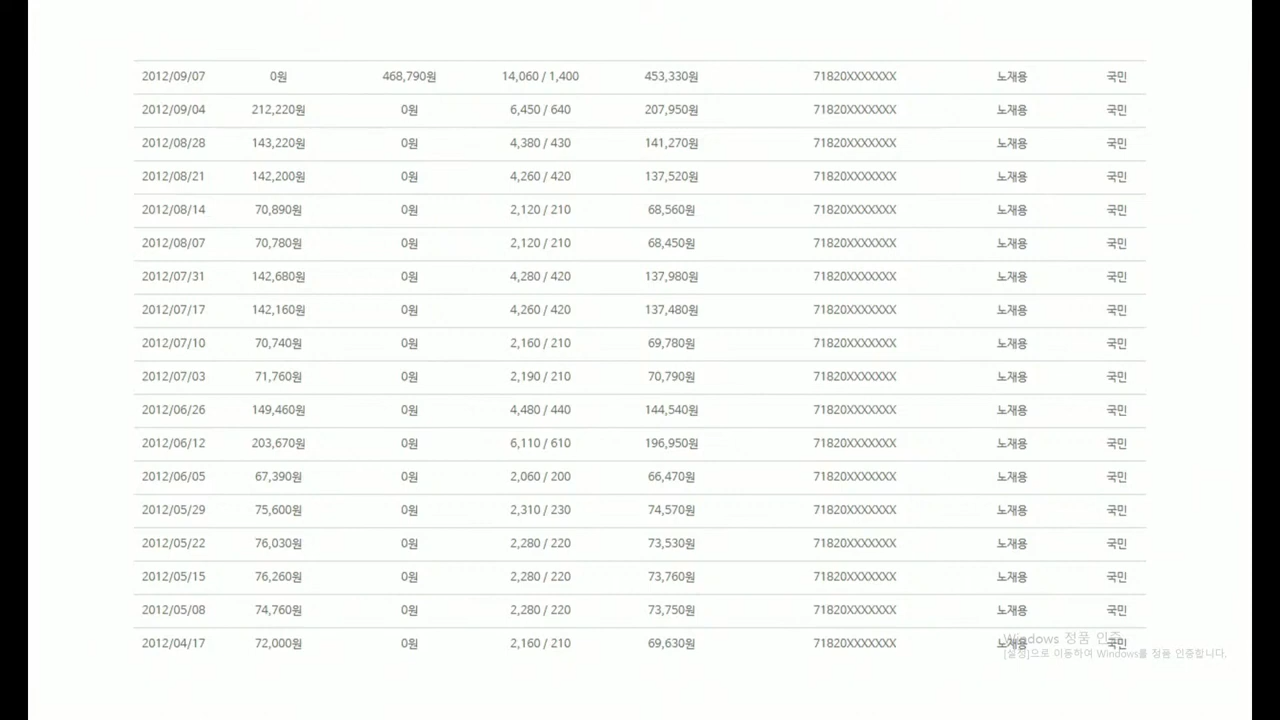 2012/09/07 0원 468,790원 14,060 / 1,400 453,330원 71820XXXXXXX 노재용 국민
2012/09/04 212,220원 0원 6,450 / 640 207,950원 71820XXXXXXX 노재용 국민
2012/08/28 143,220원 0원 4,380 / 430 141,270원 71820XXXXXXX 노재용 국민
2012/08/21 142,200원 0원 4,260 / 420 137,520원 71820XXXXXXX 노재용 국민
2012/08/14 70,890원 0원 2,120 / 210 68,560원 71820XXXXXXX 노재용 국민
2012/08/07 70,780원 0원 2,120 / 210 68,450원 71820XXXXXXX 노재용 국민
2012/07/31 142,680원 0원 4,280 / 420 137,980원 71820XXXXXXX 노재용 국민
2012/07/17 142,160원 0원 4,260 / 420 137,480원 71820XXXXXXX 노재용 국민
2012/07/10 70,740원 0원 2,160 / 210 69,780원 71820XXXXXXX 노재용 국민
2012/07/03 71,760원 0원 2,190 / 210 70,790원 71820XXXXXXX 노재용 국민
2012/06/26 149,460원 0원 4,480 / 440 144,540원 71820XXXXXXX 노재용 국민
2012/06/12 203,670원 0원 6,110 / 610 196,950원 71820XXXXXXX 노재용 국민
2012/06/05 67,390원 0원 2,060 / 200 66,470원 71820XXXXXXX 노재용 국민
2012/05/29 75,600원 0원 2,310 / 230 74,570원 71820XXXXXXX 노재용 국민
2012/05/22 76,030원 0원 2,280 / 220 73,530원 71820XXXXXXX 노재용 국민
2012/05/15 76,260원 0원 2,280 / 220 73,760원 71820XXXXXXX 노재용 국민
2012/05/08 74,760원 0원 2,280 / 220 73,750원 71820XXXXXXX 노재용 국민
2012/04/17 72,000원 0원 2,160 / 210 69,630원 71820XXXXXXX 노재용 국민
Windows 정품 인증
[설정]으로 이동하여 Windows를 정품 인증합니다.